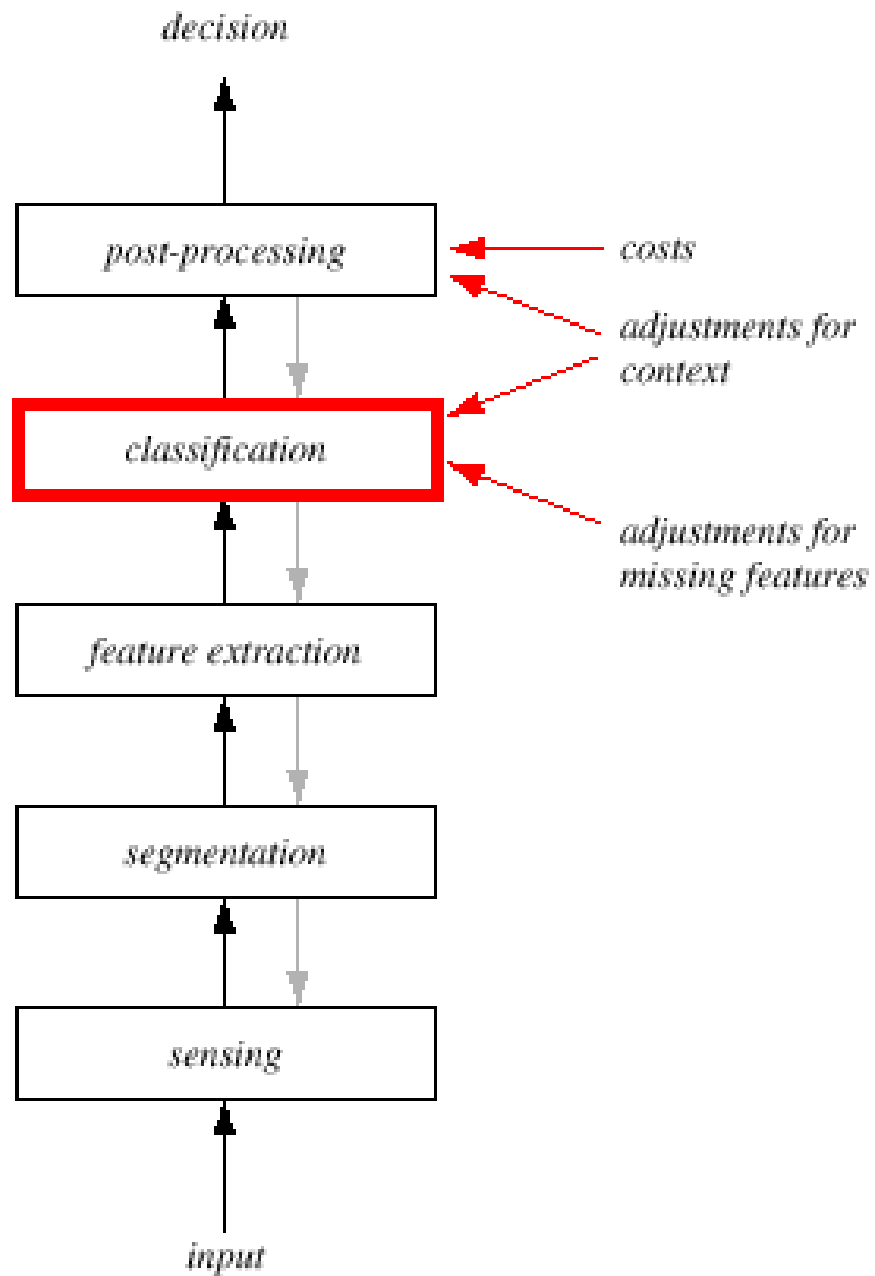 decision
post-processing
costs
adjustments for
context
classification
adjustments for
missing features
feature extraction
segmentation
sensing
input